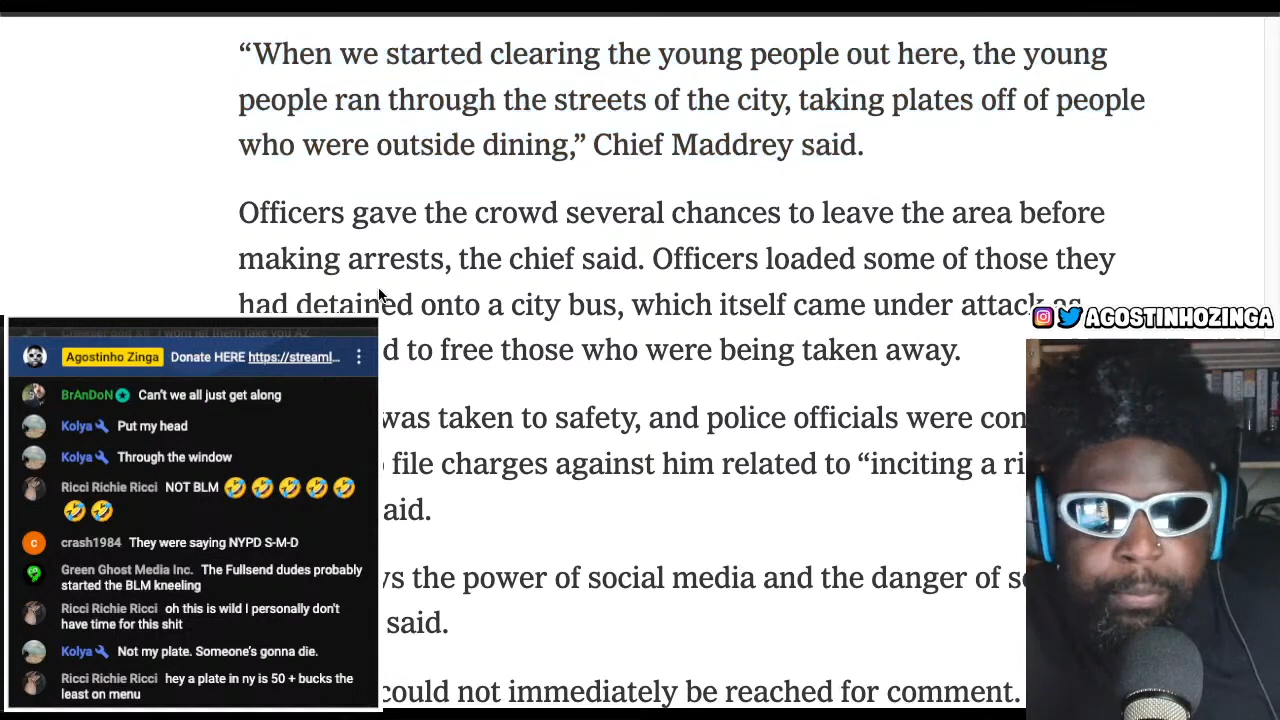 “When we started clearing the young people out here, the young
people ran through the streets of the city, taking plates off of people
who were outside dining,” Chief Maddrey said.
Officers gave the crowd several chances to leave the area before
making arrests, the chief said. Officers loaded some of those they
had detained onto a city bus, which itself came under attack as
d to free those who were being taken away.
was taken to safety, and police officials were con
file charges against him related to “inciting a ri
aid.
ys the power of social media and the danger of so
said.
could not immediately be reached for comment.
Agostinho Zinga Donate HERE https://streaml...
BrAnDoN Can’t we all just get along
Kolya Put my head
Kolya Through the window
Ricci Richie Ricci NOT BLM 🤣🤣🤣🤣🤣
🤣🤣
crash1984 They were saying NYPD S-M-D
Green Ghost Media Inc. The Fullsend dudes probably
started the BLM kneeling
Ricci Richie Ricci oh this is wild I personally don't
have time for this shit
Kolya Not my plate. Someone’s gonna die.
Ricci Richie Ricci hey a plate in ny is 50 + bucks the
least on menu
AGOSTINHOZINGA